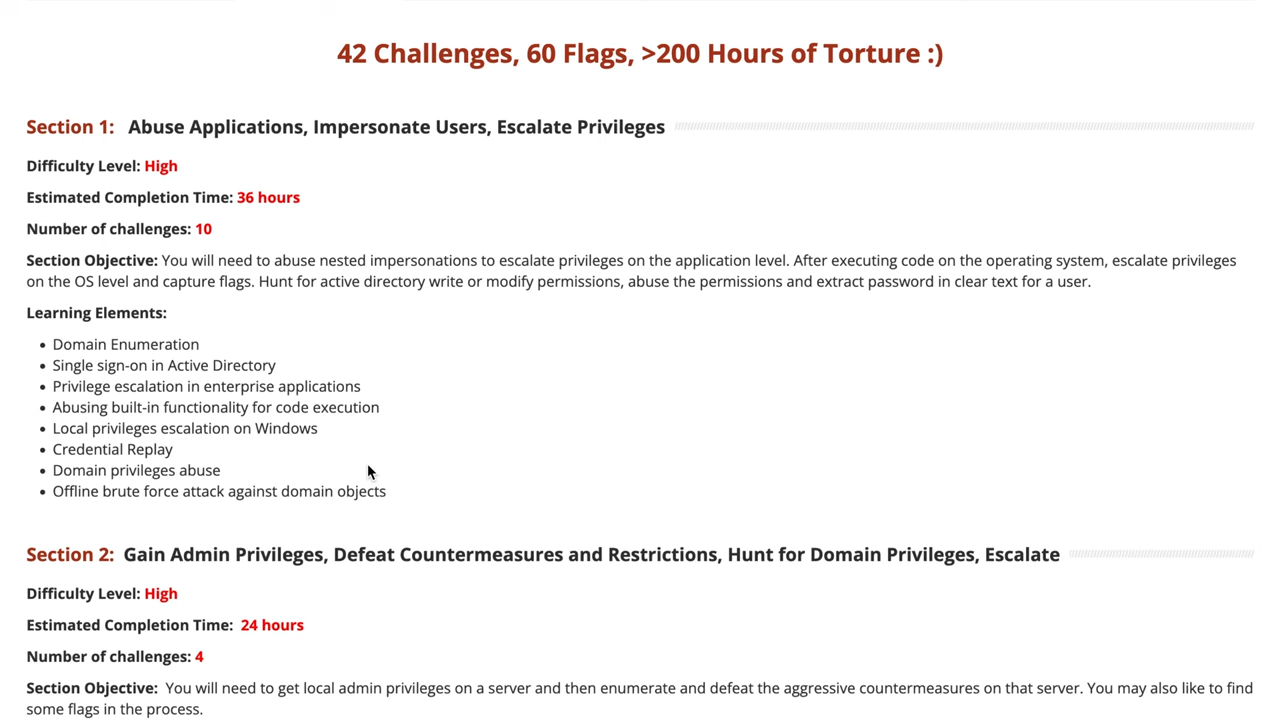 42 Challenges, 60 Flags, >200 Hours of Torture :)
Section 1: Abuse Applications, Impersonate Users, Escalate Privileges
Difficulty Level: High
Estimated Completion Time: 36 hours
Number of challenges: 10
Section Objective: You will need to abuse nested impersonations to escalate privileges on the application level. After executing code on the operating system, escalate privileges
on the OS level and capture flags. Hunt for active directory write or modify permissions, abuse the permissions and extract password in clear text for a user.
Learning Elements:
• Domain Enumeration
• Single sign-on in Active Directory
• Privilege escalation in enterprise applications
• Abusing built-in functionality for code execution
• Local privileges escalation on Windows
• Credential Replay
• Domain privileges abuse
• Offline brute force attack against domain objects
Section 2: Gain Admin Privileges, Defeat Countermeasures and Restrictions, Hunt for Domain Privileges, Escalate
Difficulty Level: High
Estimated Completion Time: 24 hours
Number of challenges: 4
Section Objective: You will need to get local admin privileges on a server and then enumerate and defeat the aggressive countermeasures on that server. You may also like to find
some flags in the process.